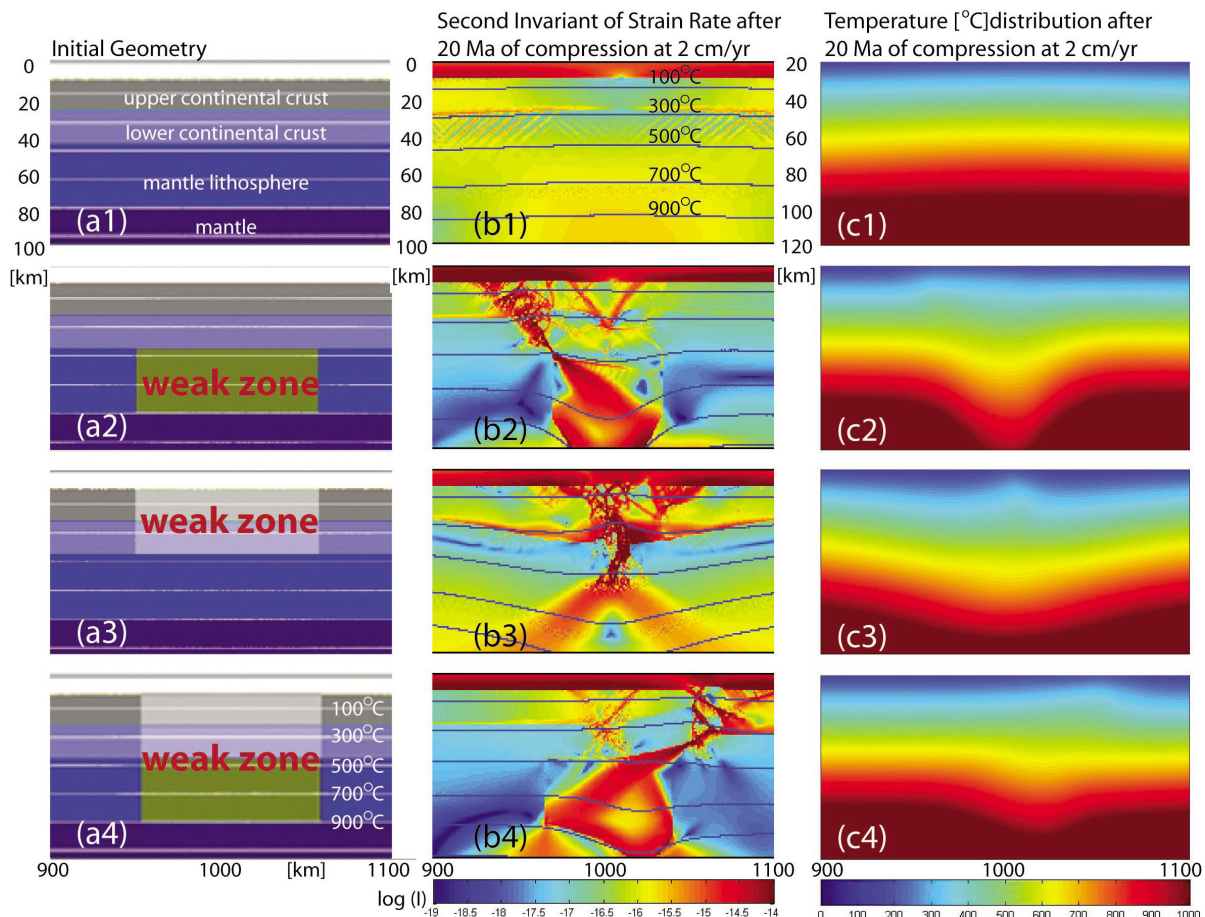 Initial Geometry
Second Invariant of Strain Rate after
20 Ma of compression at 2 cm/yr
Temperature [°C]distribution after
20 Ma of compression at 2 cm/yr
0
20
40
60
80
100
[km]
upper continental crust
lower continental crust
mantle lithosphere
mantle
(a1)
0
20
40
60
80
100
[km]
100°C
300°C
500°C
700°C
900°C
(b1)
20
40
60
80
100
120
[km]
(c1)
weak zone
(a2)
(b2)
(c2)
weak zone
(a3)
(b3)
(c3)
weak zone
100°C
300°C
500°C
700°C
900°C
(a4)
(b4)
(c4)
900 1000 [km] 1100
1000 1100
900 1000 1100
log (I)
-19 -18.5 -18 -17.5 -17 -16.5 -16 -15.5 -15 -14.5 -14
0 100 200 300 400 500 600 700 800 900 1000